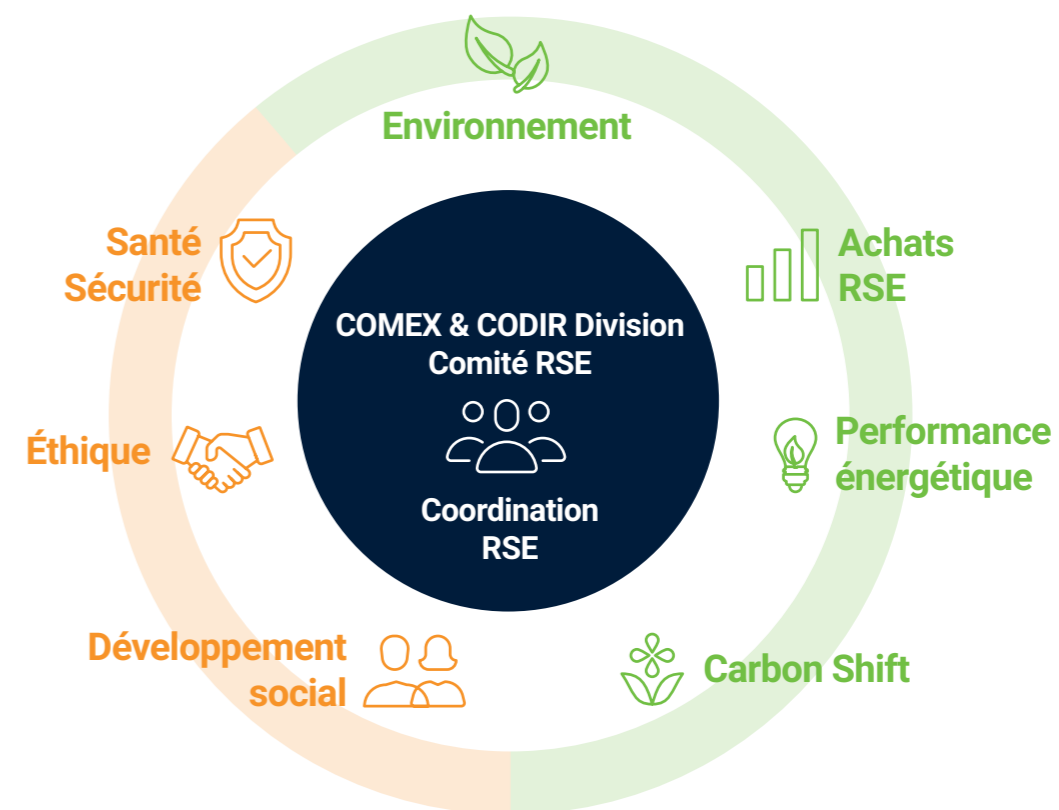 Environnement
Santé
Sécurité
Achats
RSE
COMEX & CODIR Division
Comité RSE
Coordination
RSE
Éthique
Performance
énergétique
Développement
social
Carbon Shift